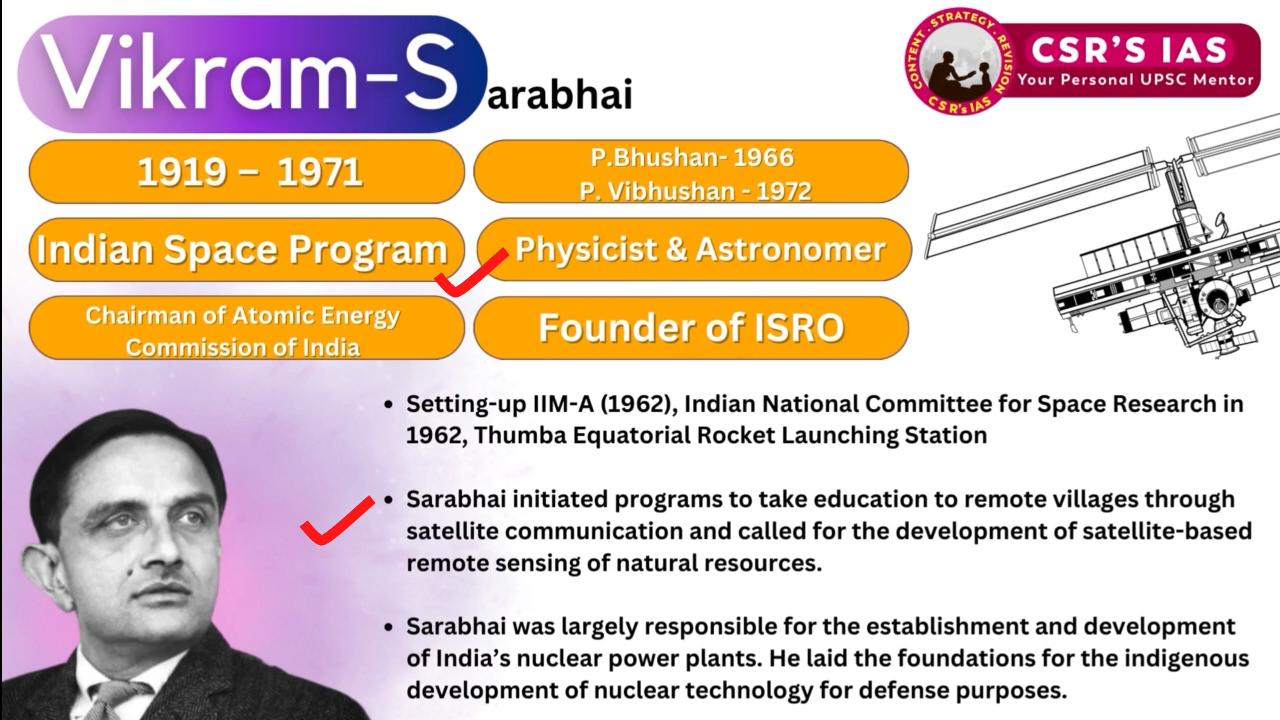 Vikram-Sarabhai
CONTENT . STRATEGY . REVISION
CSR's IAS
CSR'S IAS
Your Personal UPSC Mentor
1919 – 1971
P.Bhushan- 1966
P. Vibhushan - 1972
Indian Space Program
Physicist & Astronomer
Chairman of Atomic Energy
Commission of India
Founder of ISRO
• Setting-up IIM-A (1962), Indian National Committee for Space Research in
1962, Thumba Equatorial Rocket Launching Station
• Sarabhai initiated programs to take education to remote villages through
satellite communication and called for the development of satellite-based
remote sensing of natural resources.
• Sarabhai was largely responsible for the establishment and development
of India’s nuclear power plants. He laid the foundations for the indigenous
development of nuclear technology for defense purposes.